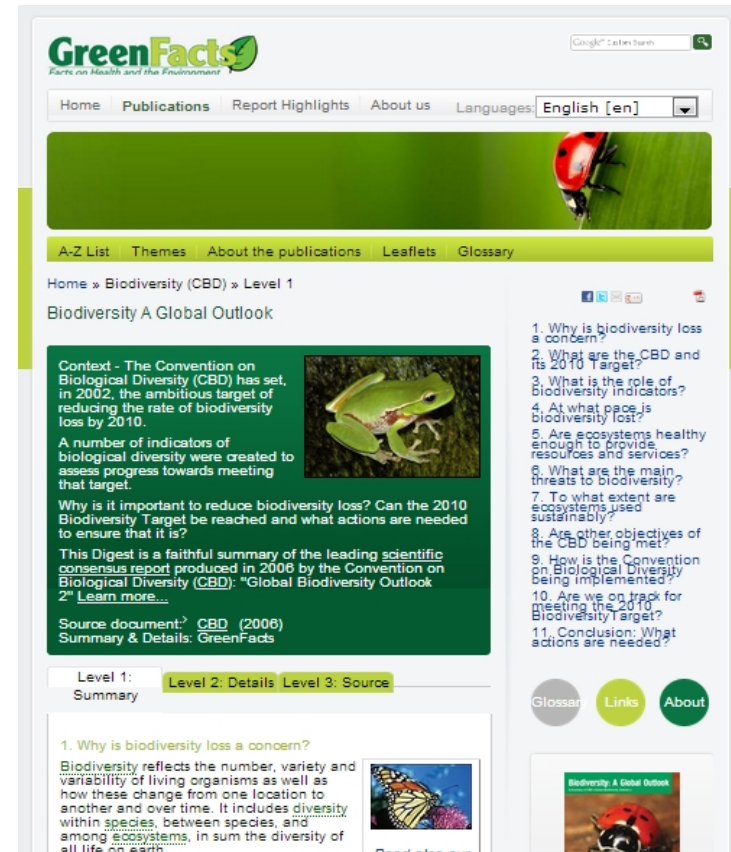 GreenFacts
Facts on Health and the Environment
Google™ Custom Search
Home Publications Report Highlights About us Languages: English [en]
A-Z List Themes About the publications Leaflets Glossary
Home » Biodiversity (CBD) » Level 1
Biodiversity A Global Outlook
Context - The Convention on
Biological Diversity (CBD) has set,
in 2002, the ambitious target of
reducing the rate of biodiversity
loss by 2010.
A number of indicators of
biological diversity were created to
assess progress towards meeting
that target.
Why is it important to reduce biodiversity loss? Can the 2010
Biodiversity Target be reached and what actions are needed
to ensure that it is?
This Digest is a faithful summary of the leading scientific
consensus report produced in 2006 by the Convention on
Biological Diversity (CBD): "Global Biodiversity Outlook
2" Learn more...
Source document:> CBD (2006)
Summary & Details: GreenFacts
Level 1:
Summary
Level 2: Details Level 3: Source
1. Why is biodiversity loss a concern?
Biodiversity reflects the number, variety and
variability of living organisms as well as
how these change from one location to
another and over time. It includes diversity
within species, between species, and
among ecosystems, in sum the diversity of
all life on earth.
Read also our
1. Why is biodiversity loss
a concern?
2. What are the CBD and
its 2010 Target?
3. What is the role of
biodiversity indicators?
4. At what pace is
biodiversity lost?
5. Are ecosystems healthy
enough to provide
resources and services?
6. What are the main
threats to biodiversity?
7. To what extent are
ecosystems used
sustainably?
8. Are other objectives of
the CBD being met?
9. How is the Convention
on Biological Diversity
being implemented?
10. Are we on track for
meeting the 2010
BiodiversityTarget?
11. Conclusion: What
actions are needed?
Glossar Links About
Biodiversity: A Global Outlook